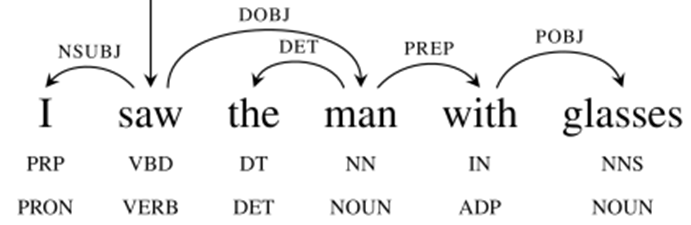 DOBJ
NSUBJ DET PREP POBJ
I saw the man with glasses
PRP VBD DT NN IN NNS
PRON VERB DET NOUN ADP NOUN